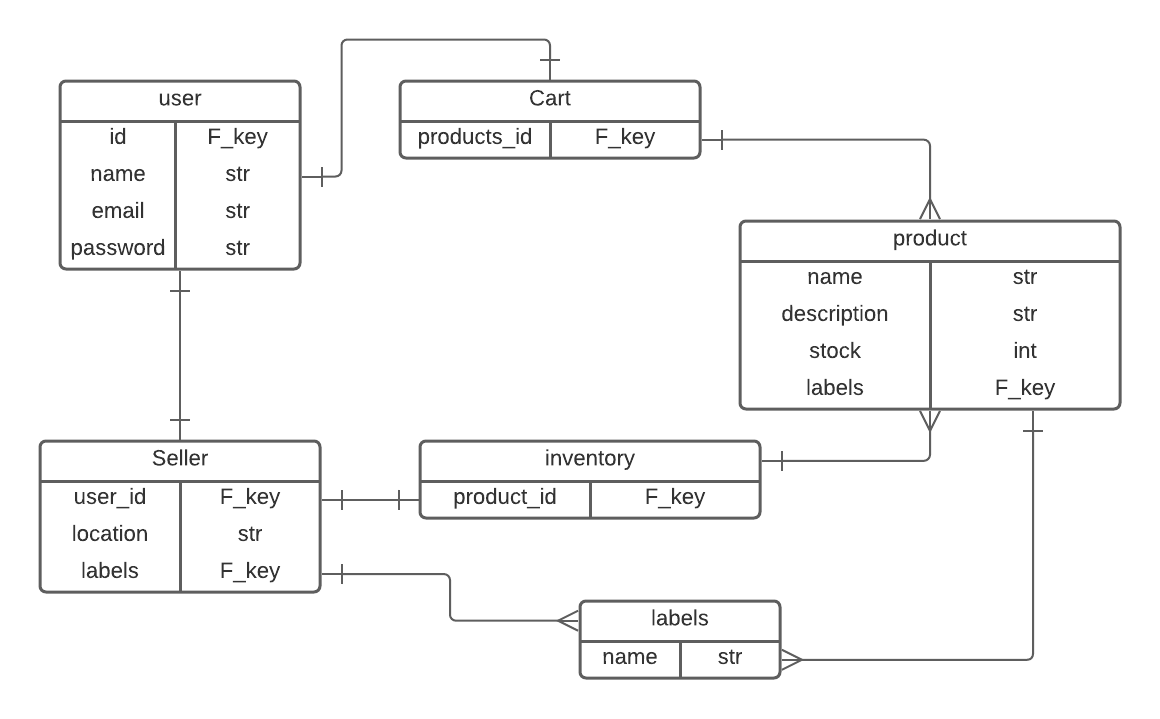 user
id F_key
name str
email str
password str
Cart
products_id F_key
product
name str
description str
stock int
labels F_key
Seller
user_id F_key
location str
labels F_key
inventory
product_id F_key
labels
name str